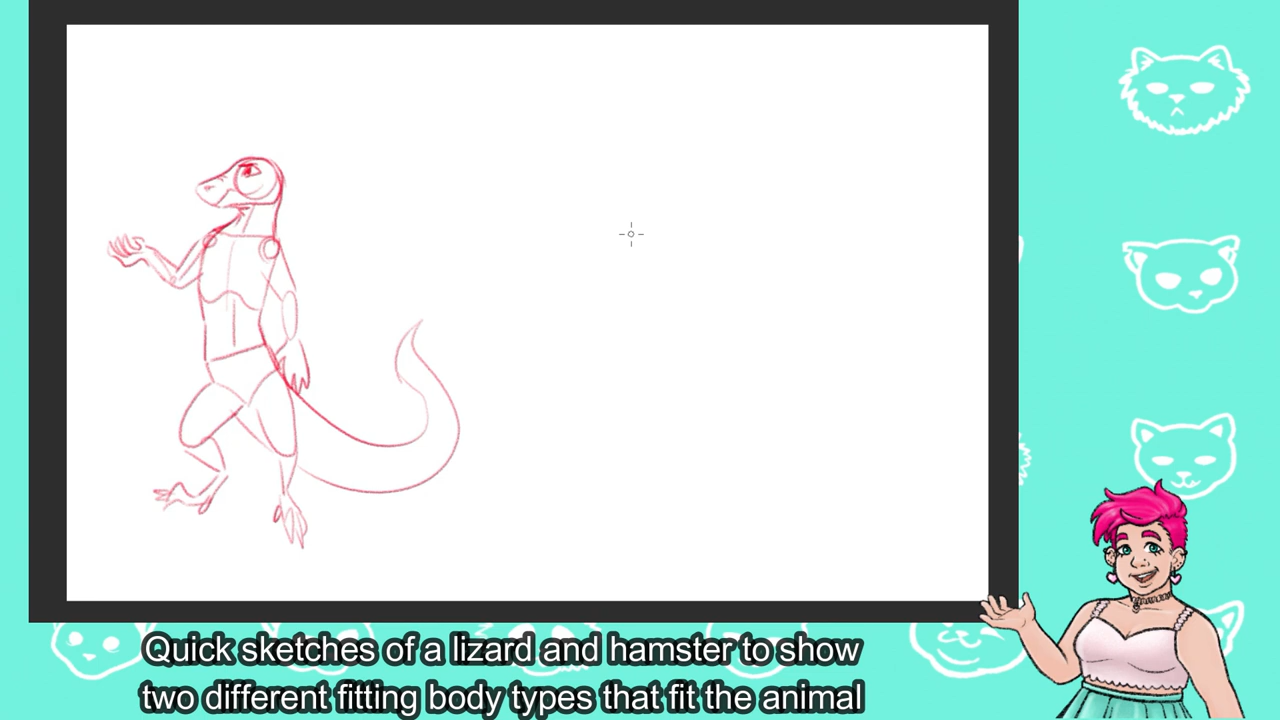 Quick sketches of a lizard and hamster to show
two different fitting body types that fit the animal